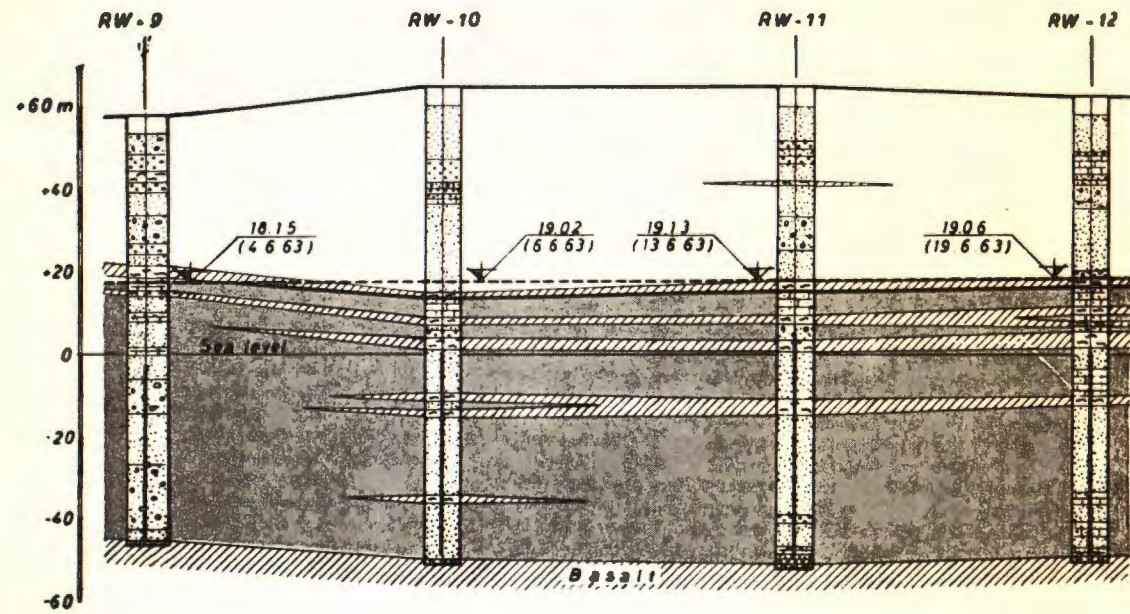 RW-9 RW-10 RW-11 RW-12
+60 m
+40
18.15 19.02 19.13 19.06
(4 6 63) (6 6 63) (13 6 63) (19. 6 63)
+20
Sea level
0
-20
-40
Basalt
-60